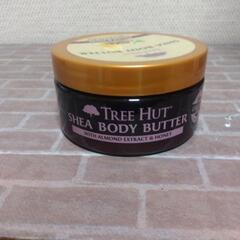 TREE HUT
SHEA BODY BUTTER
WITH ALMOND EXTRACT & HONEY